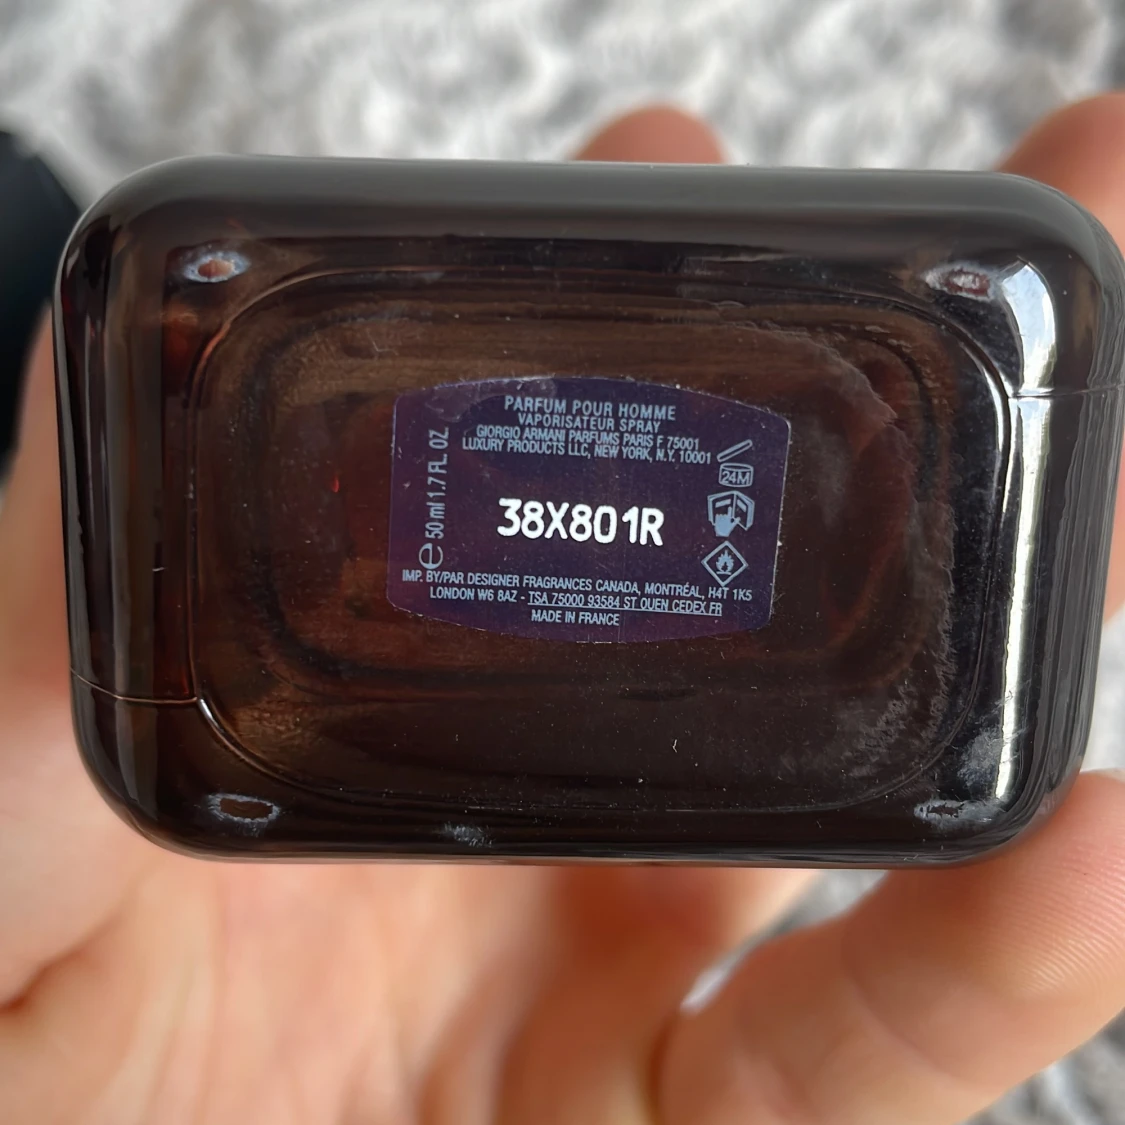 PARFUM POUR HOMME
VAPORISATEUR SPRAY
GIORGIO ARMANI PARFUMS PARIS F 75001
LUXURY PRODUCTS LLC, NEW YORK, N.Y. 10001
℮ 50 ml 1.7 FL. OZ
24M
38X801R
IMP. BY/PAR DESIGNER FRAGRANCES CANADA, MONTRÉAL, H4T 1K5
LONDON W6 8AZ - TSA 75000 93584 ST OUEN CEDEX FR
MADE IN FRANCE